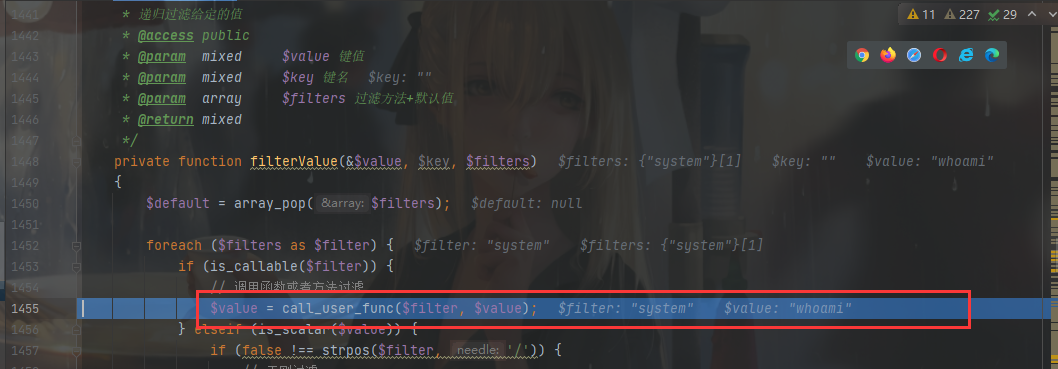 1441 * 递归过滤给定的值
1442 * @access public
1443 * @param mixed $value 键值
1444 * @param mixed $key 键名 $key: ""
1445 * @param array $filters 过滤方法+默认值
1446 * @return mixed
1447 */
1448 private function filterValue(&$value, $key, $filters) $filters: {"system"}[1] $key: "" $value: "whoami"
1449 {
1450 $default = array_pop( &array: $filters); $default: null
1451
1452 foreach ($filters as $filter) { $filter: "system" $filters: {"system"}[1]
1453 if (is_callable($filter)) {
1454 // 调用函数或者方法过滤
1455 $value = call_user_func($filter, $value); $filter: "system" $value: "whoami"
1456 } elseif (is_scalar($value)) {
1457 if (false !== strpos($filter, needle: '/')) {
// 正则过滤
11 227 29